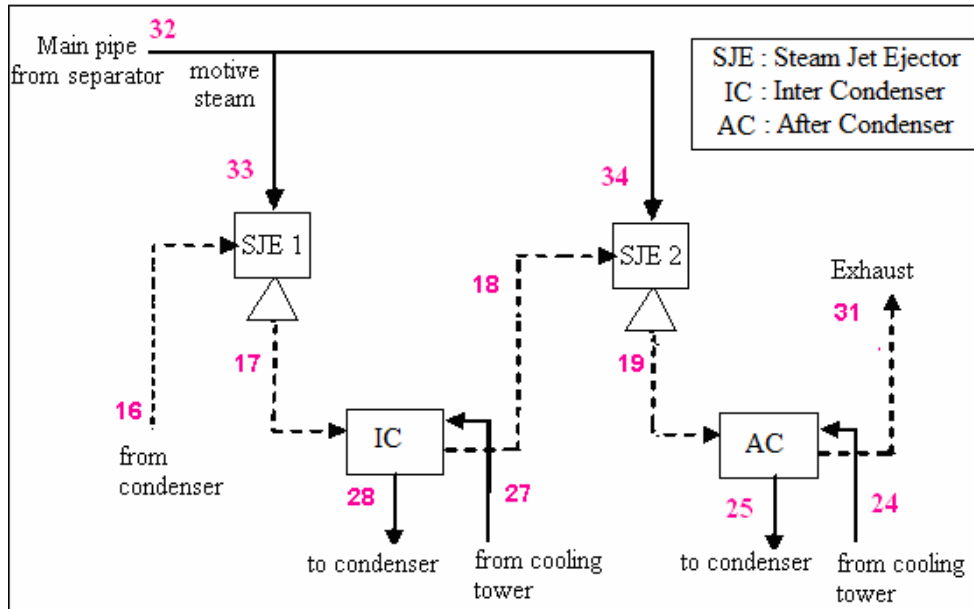 32
Main pipe
from separator
motive
steam
SJE : Steam Jet Ejector
IC : Inter Condenser
AC : After Condenser
33
34
SJE 1
SJE 2
18
Exhaust
31
17
19
16
from
condenser
IC
AC
28
27
25
24
to condenser
from cooling
tower
to condenser
from cooling
tower